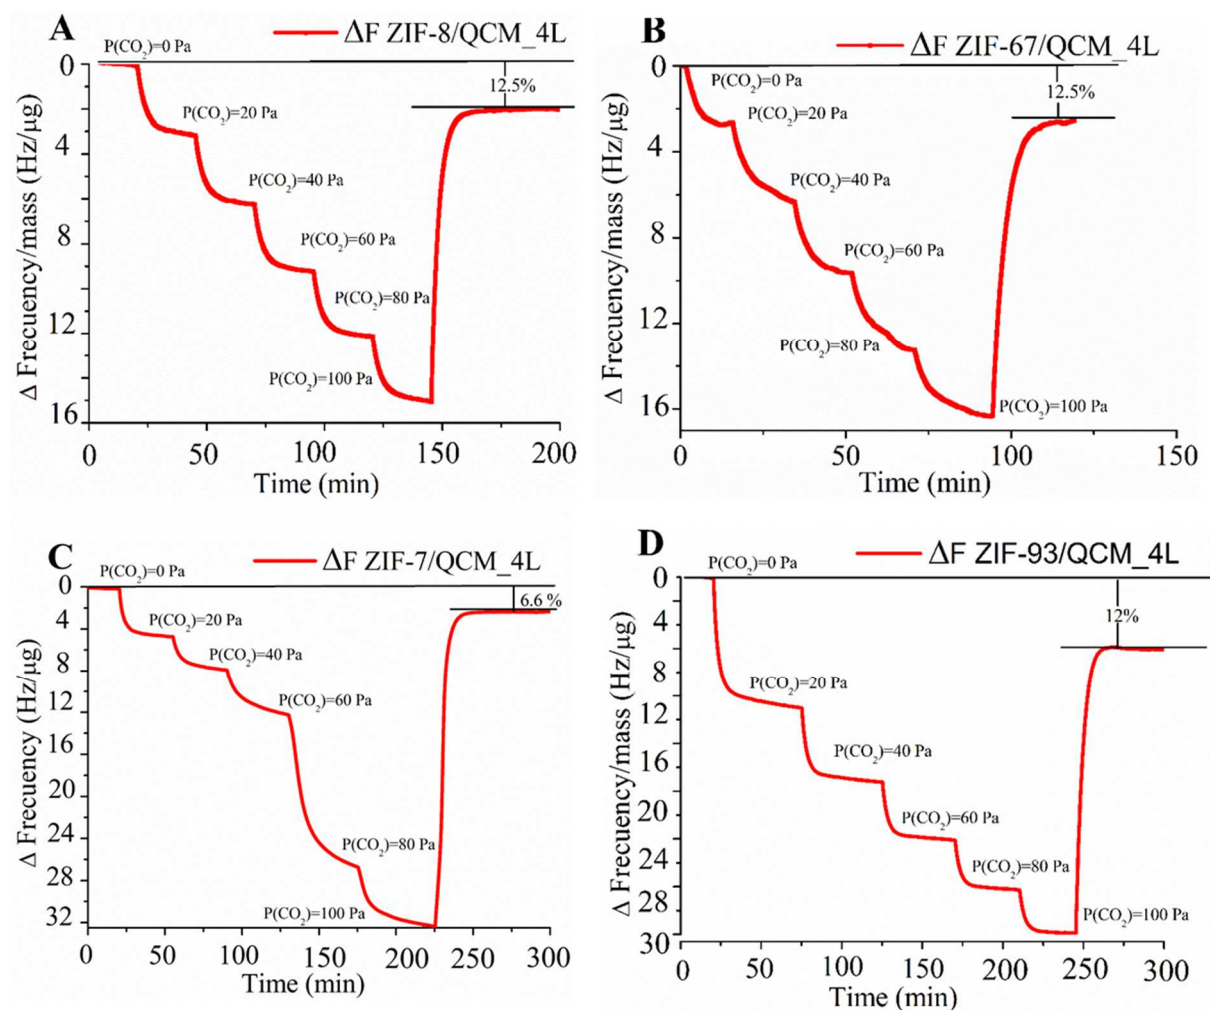 A
ΔF ZIF-8/QCM_4L
P(CO₂)=0 Pa
12.5%
P(CO₂)=20 Pa
P(CO₂)=40 Pa
P(CO₂)=60 Pa
P(CO₂)=80 Pa
P(CO₂)=100 Pa
Δ Frecuency/mass (Hz/µg)
0
4
8
12
16
0 50 100 150 200
Time (min)
B
ΔF ZIF-67/QCM_4L
P(CO₂)=0 Pa
12.5%
P(CO₂)=20 Pa
P(CO₂)=40 Pa
P(CO₂)=60 Pa
P(CO₂)=80 Pa
P(CO₂)=100 Pa
Δ Frecuency/mass (Hz/µg)
0
4
8
12
16
0 50 100 150
Time (min)
C
ΔF ZIF-7/QCM_4L
P(CO₂)=0 Pa
6.6 %
P(CO₂)=20 Pa
P(CO₂)=40 Pa
P(CO₂)=60 Pa
P(CO₂)=80 Pa
P(CO₂)=100 Pa
Δ Frecuency (Hz/µg)
0
4
8
12
16
20
24
28
32
0 50 100 150 200 250 300
Time (min)
D
ΔF ZIF-93/QCM_4L
P(CO₂)=0 Pa
12%
P(CO₂)=20 Pa
P(CO₂)=40 Pa
P(CO₂)=60 Pa
P(CO₂)=80 Pa
P(CO₂)=100 Pa
Δ Frecuency/mass (Hz/µg)
0
4
6
12
16
18
22
26
30
0 50 100 150 200 250 300
Time (min)